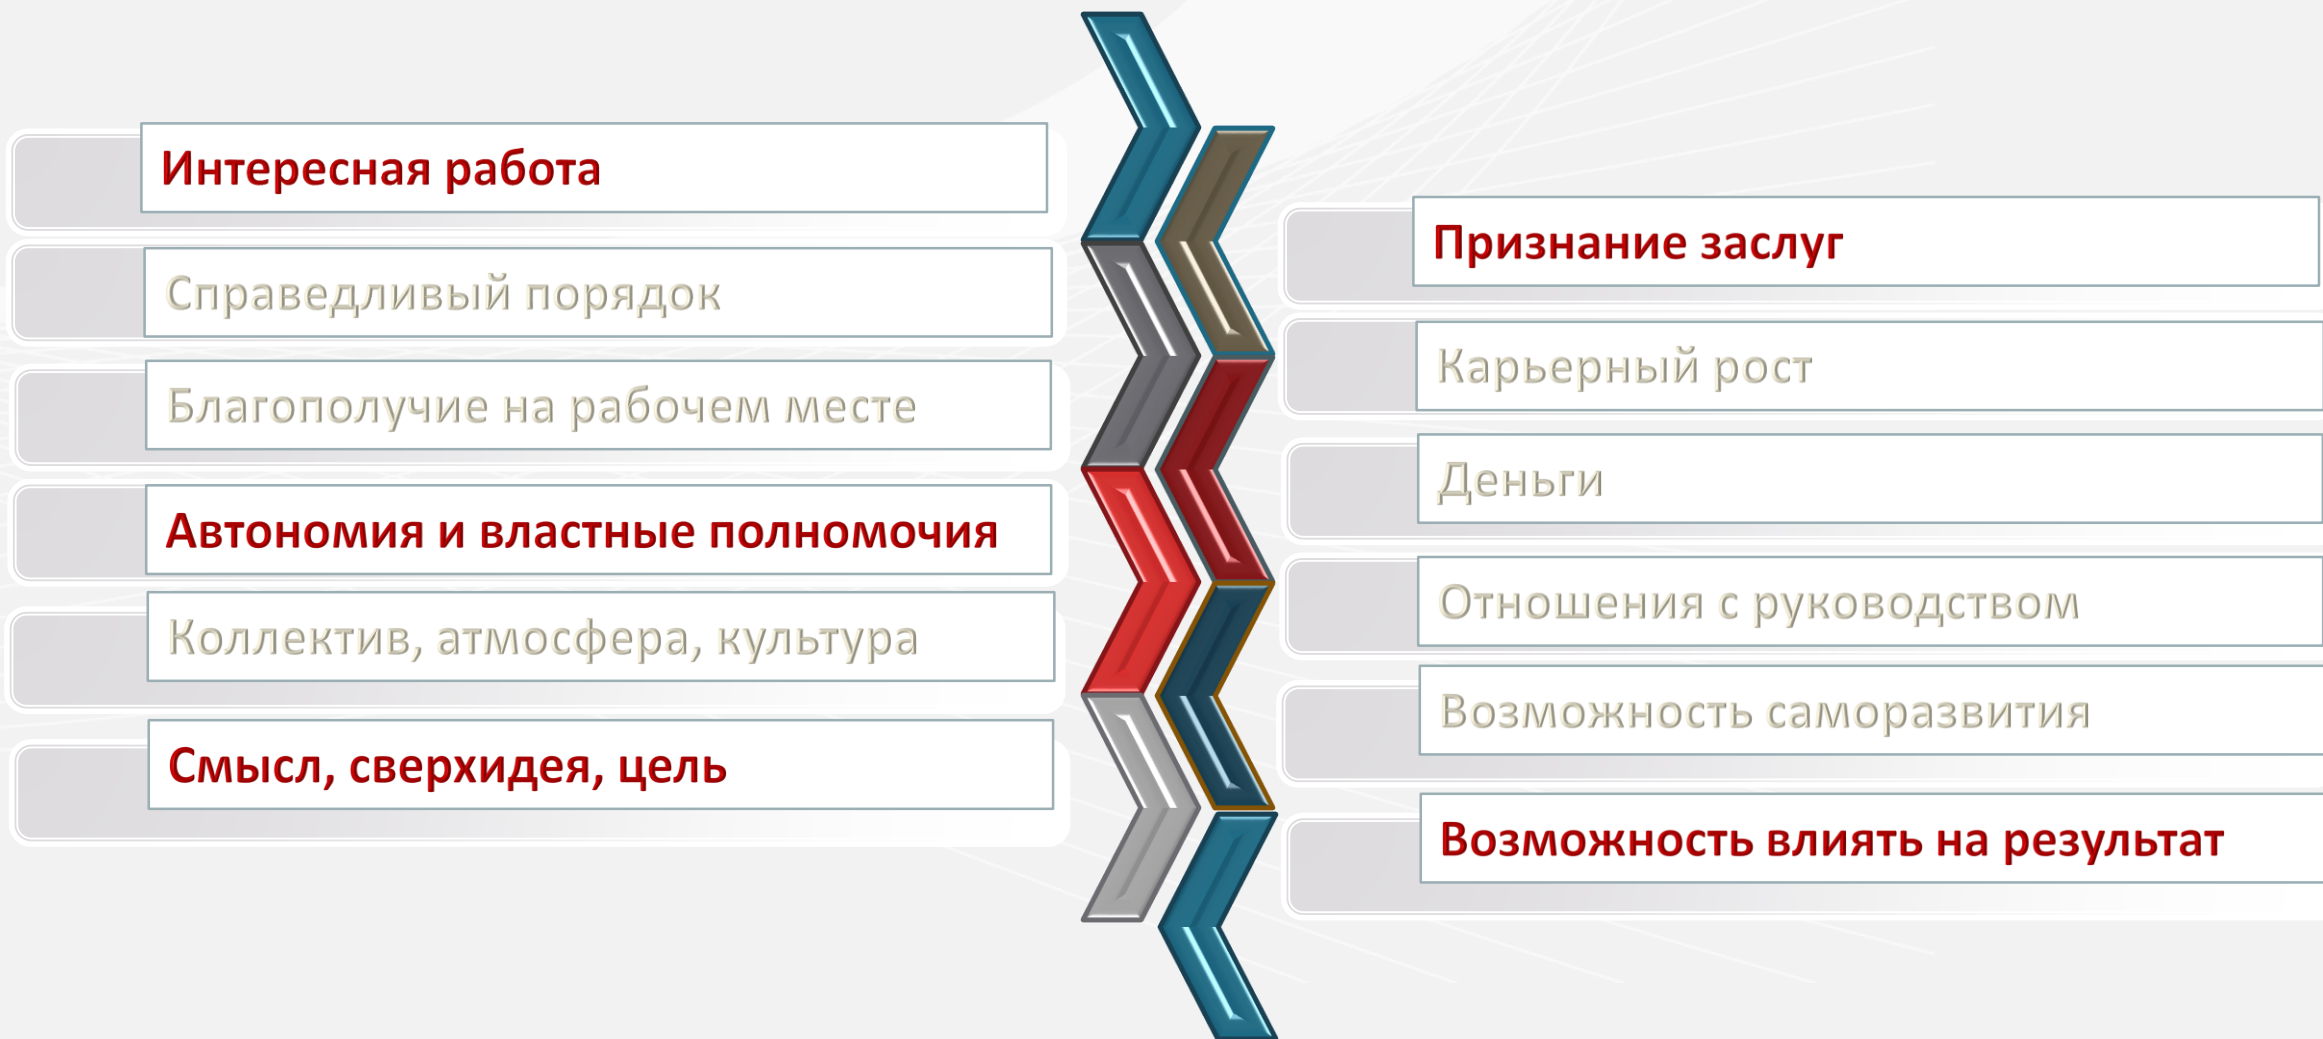 Интересная работа
Справедливый порядок
Благополучие на рабочем месте
Автономия и властные полномочия
Коллектив, атмосфера, культура
Смысл, сверхидея, цель
Признание заслуг
Карьерный рост
Деньги
Отношения с руководством
Возможность саморазвития
Возможность влиять на результат